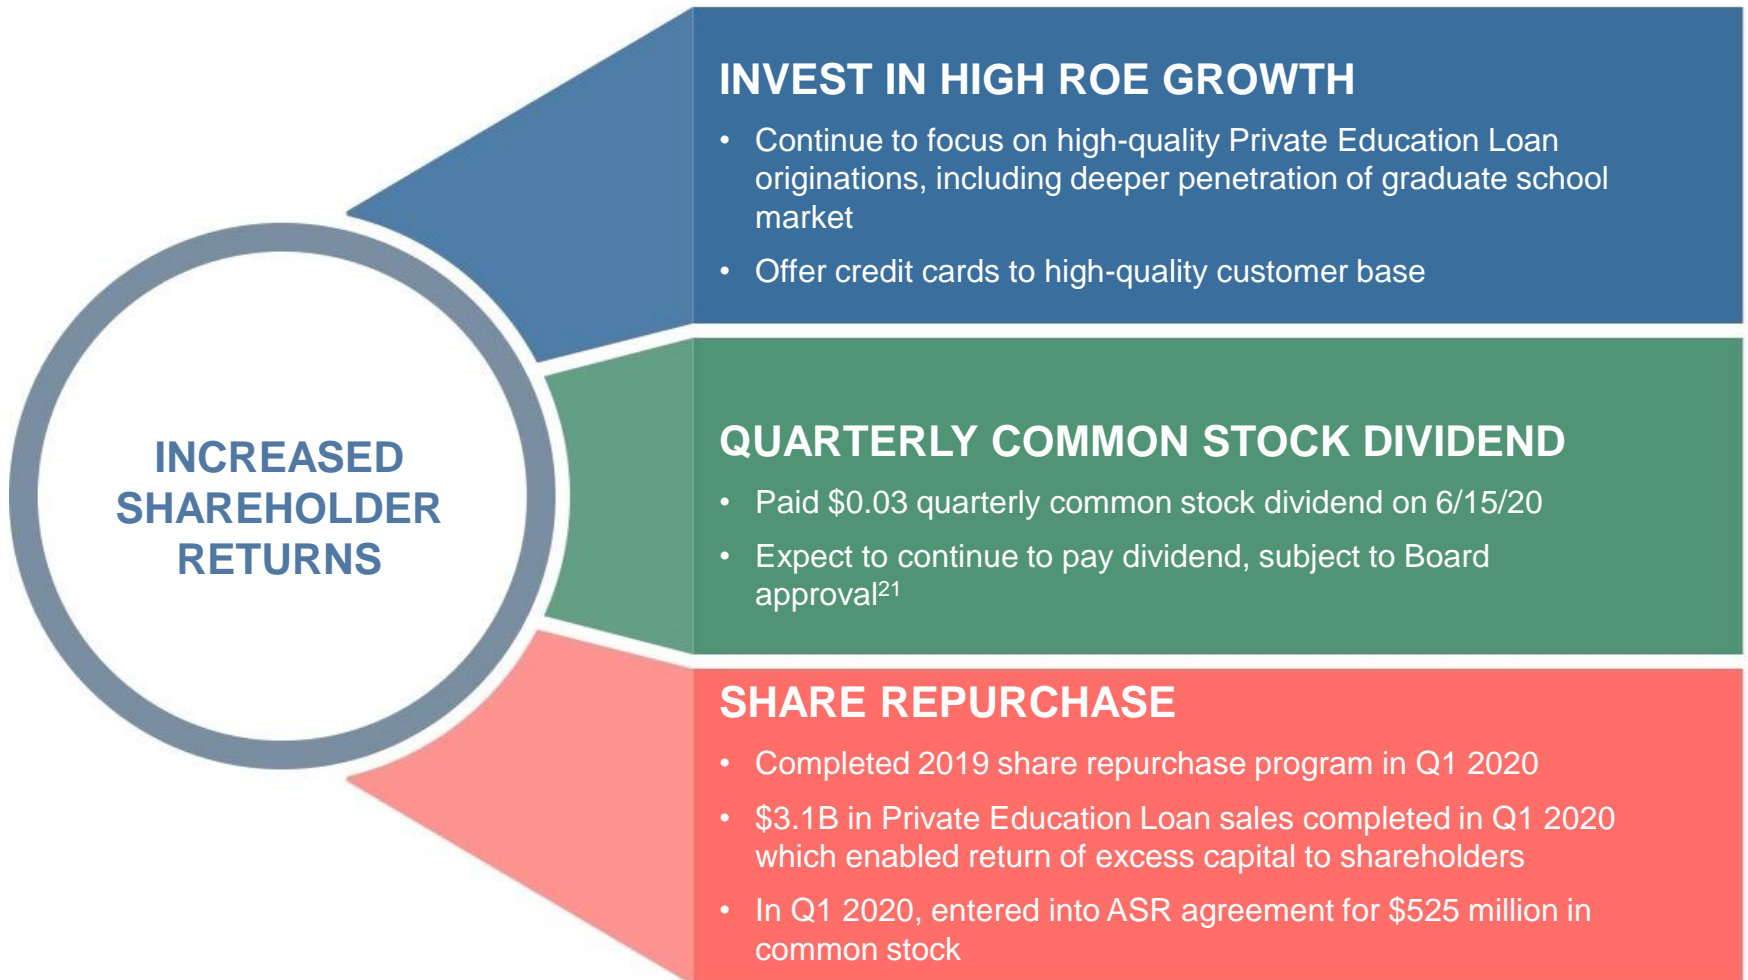 INCREASED
SHAREHOLDER
RETURNS
INVEST IN HIGH ROE GROWTH
• Continue to focus on high-quality Private Education Loan
originations, including deeper penetration of graduate school
market
• Offer credit cards to high-quality customer base
QUARTERLY COMMON STOCK DIVIDEND
• Paid $0.03 quarterly common stock dividend on 6/15/20
• Expect to continue to pay dividend, subject to Board
approval21
SHARE REPURCHASE
• Completed 2019 share repurchase program in Q1 2020
• $3.1B in Private Education Loan sales completed in Q1 2020
which enabled return of excess capital to shareholders
• In Q1 2020, entered into ASR agreement for $525 million in
common stock